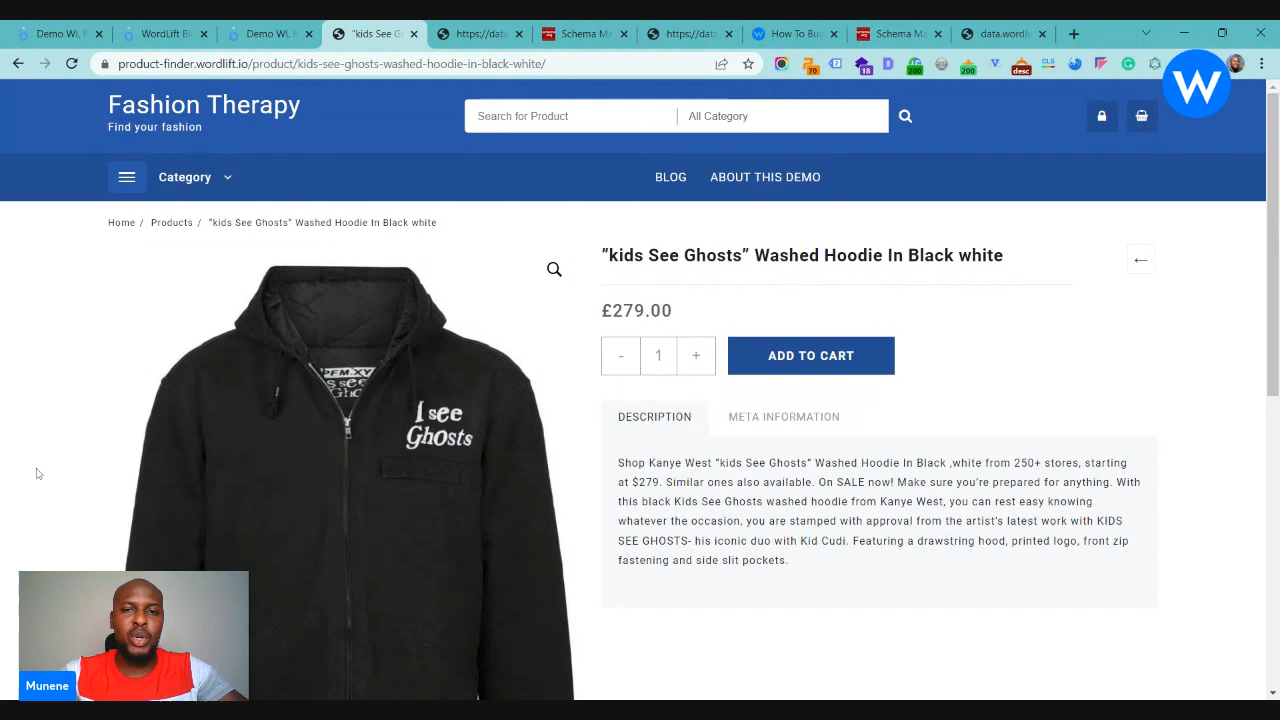 Demo WL P
WordLift Bl
Demo WL P
"kids See G
https://data
Schema Ma
https://data
How To Bu
Schema Ma
data.wordl
product-finder.wordlift.io/product/kids-see-ghosts-washed-hoodie-in-black-white/
70
18
200
200
desc
CLS
W
Fashion Therapy
Find your fashion
Search for Product
All Category
Category
BLOG
ABOUT THIS DEMO
Home / Products / ”kids See Ghosts” Washed Hoodie In Black white
”kids See Ghosts” Washed Hoodie In Black white
←
£279.00
- 1 +
ADD TO CART
PFM.XY
I see
Ghosts
DESCRIPTION
META INFORMATION
Shop Kanye West ”kids See Ghosts” Washed Hoodie In Black ,white from 250+ stores, starting
at $279. Similar ones also available. On SALE now! Make sure you’re prepared for anything. With
this black Kids See Ghosts washed hoodie from Kanye West, you can rest easy knowing
whatever the occasion, you are stamped with approval from the artist’s latest work with KIDS
SEE GHOSTS- his iconic duo with Kid Cudi. Featuring a drawstring hood, printed logo, front zip
fastening and side slit pockets.
Munene